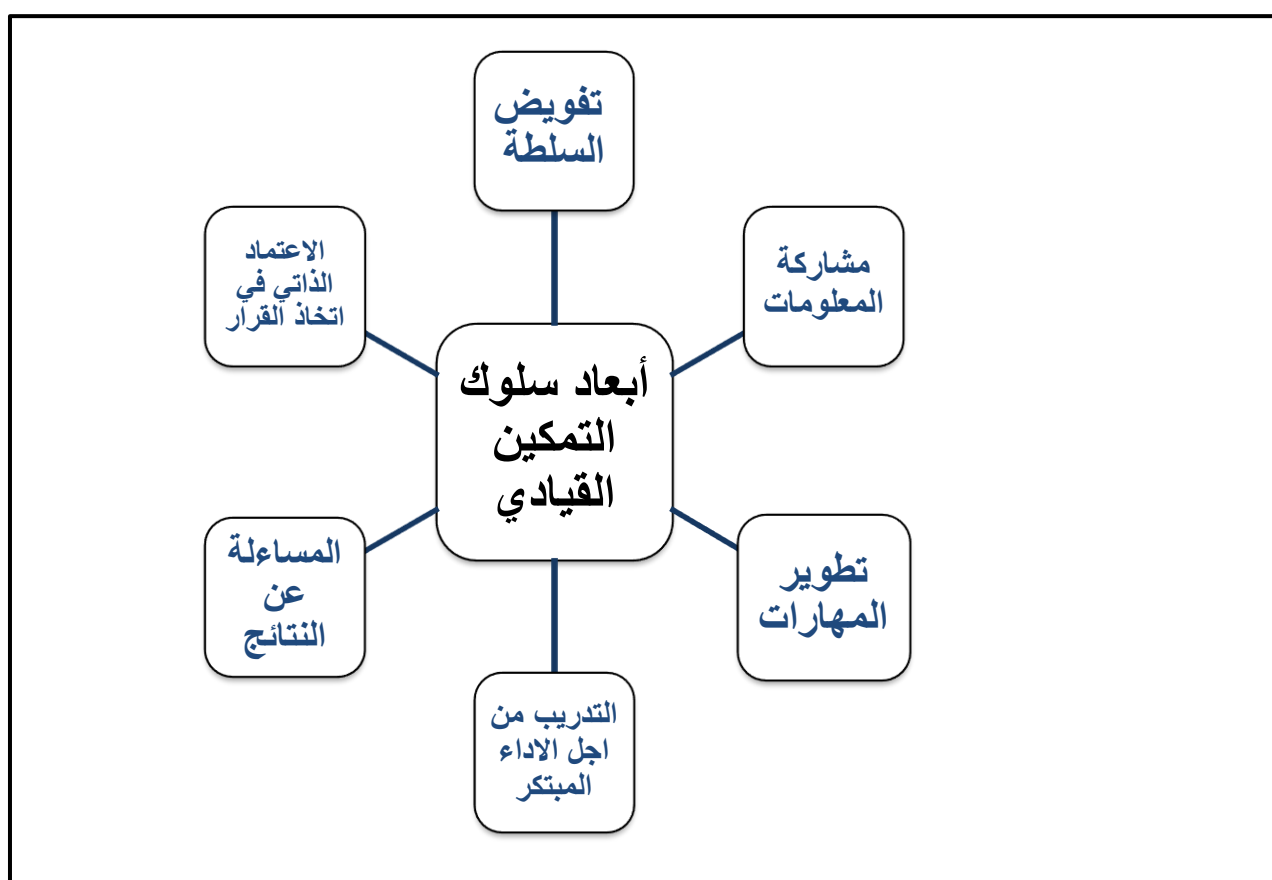 تفويض
السلطة
مشاركة
المعلومات
تطوير
المهارات
التدريب من
اجل الاداء
المبتكر
المساءلة
عن
النتائج
الاعتماد
الذاتي في
اتخاذ القرار
أبعاد سلوك
التمكين
القيادي